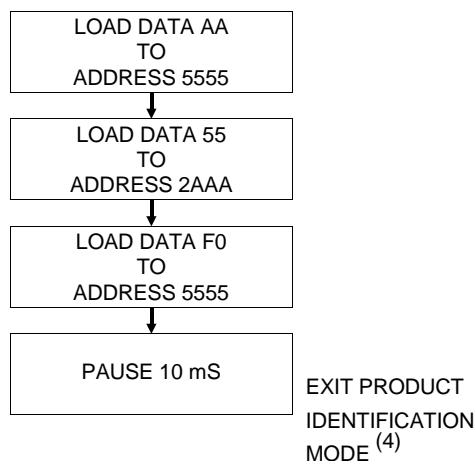 LOAD DATA AA
TO
ADDRESS 5555
LOAD DATA 55
TO
ADDRESS 2AAA
LOAD DATA F0
TO
ADDRESS 5555
PAUSE 10 mS
EXIT PRODUCT
IDENTIFICATION
MODE (4)